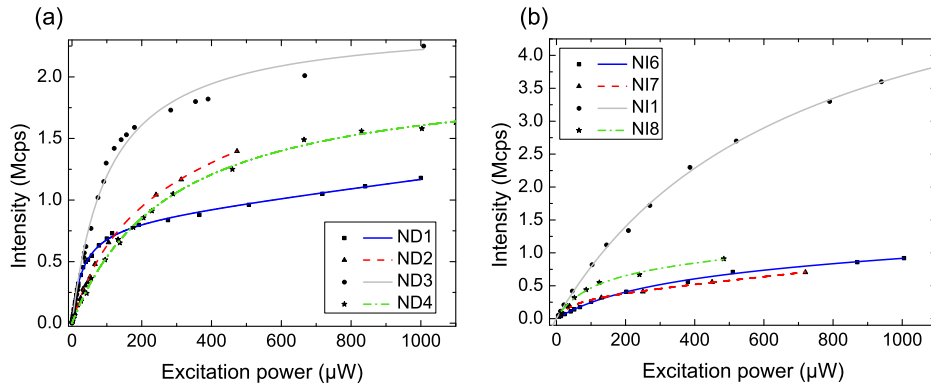 (a)
Intensity (Mcps)
2.5
2.0
1.5
1.0
0.5
0.0
0 200 400 600 800 1000
Excitation power (µW)
ND1
ND2
ND3
ND4
(b)
Intensity (Mcps)
4.0
3.5
3.0
2.5
2.0
1.5
1.0
0.5
0.0
0 200 400 600 800 1000
Excitation power (µW)
NI6
NI7
NI1
NI8